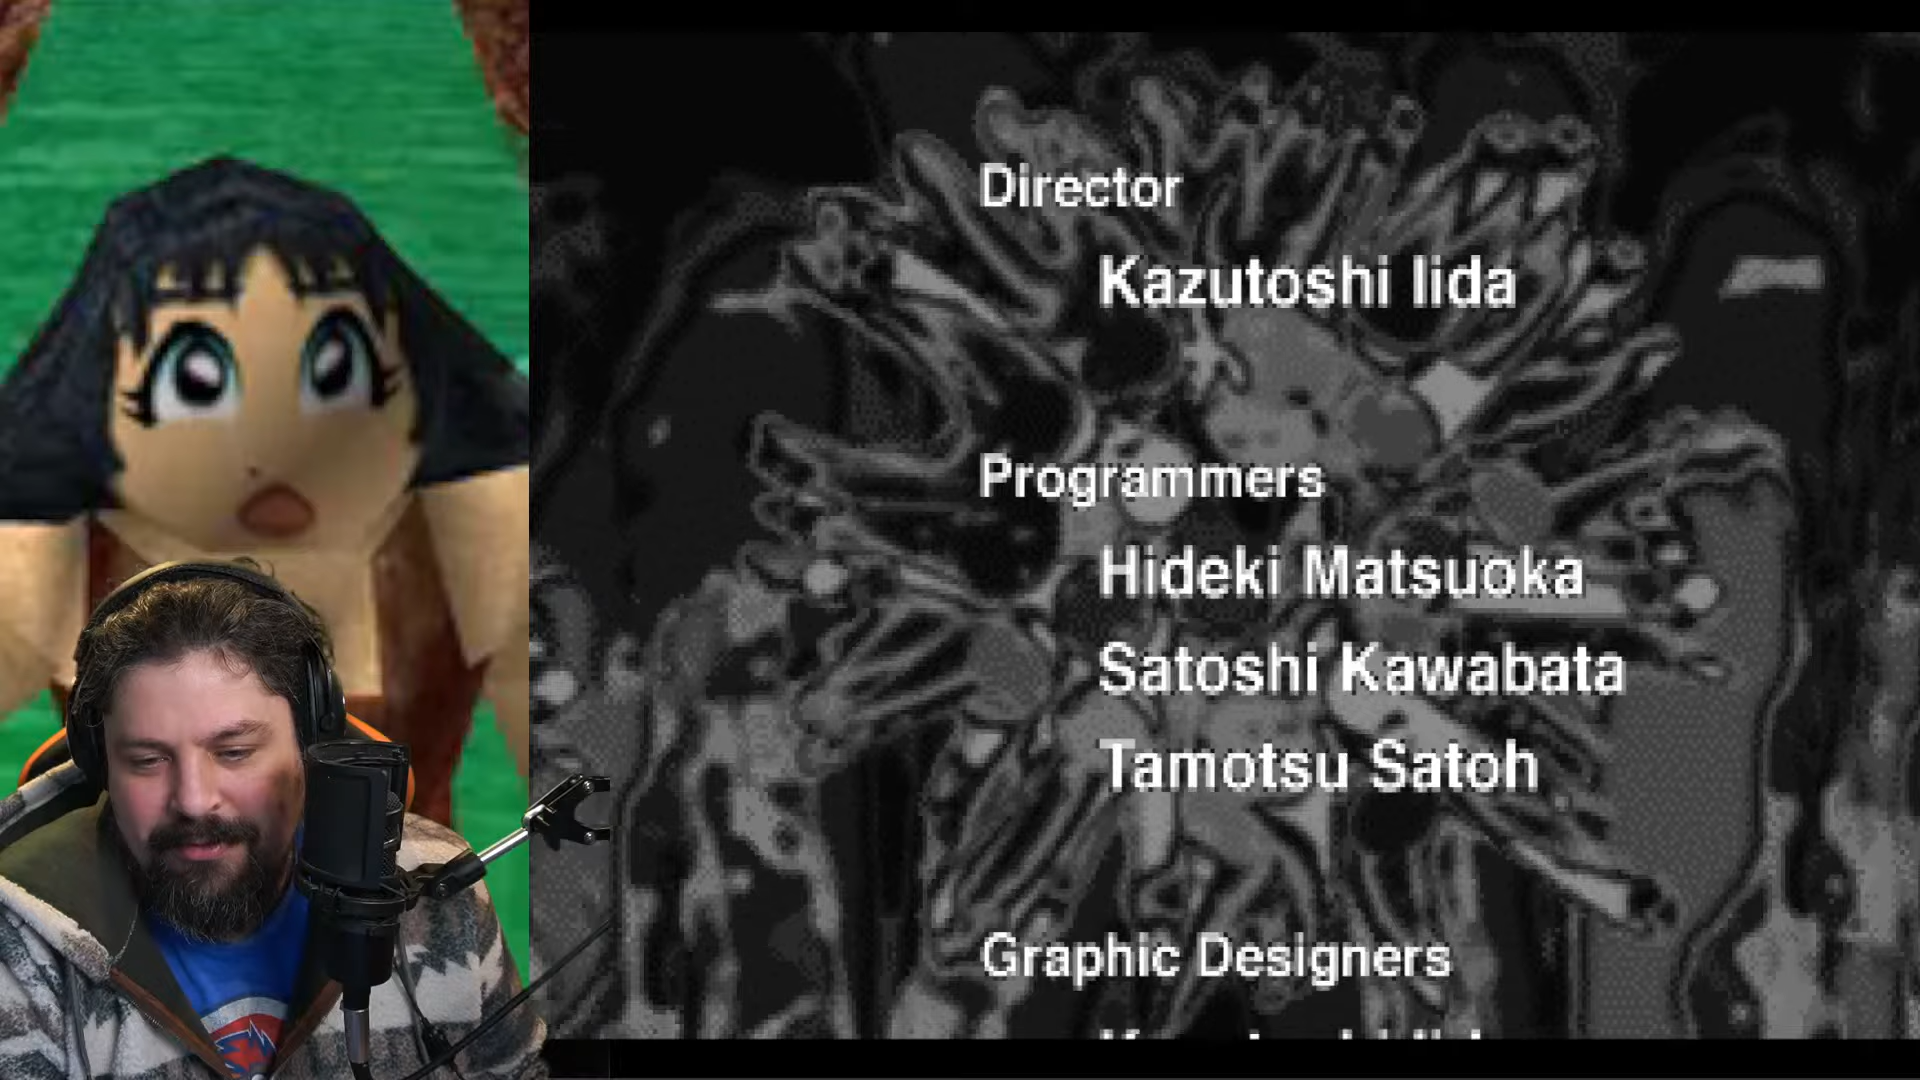 Director
Kazutoshi Iida
Programmers
Hideki Matsuoka
Satoshi Kawabata
Tamotsu Satoh
Graphic Designers